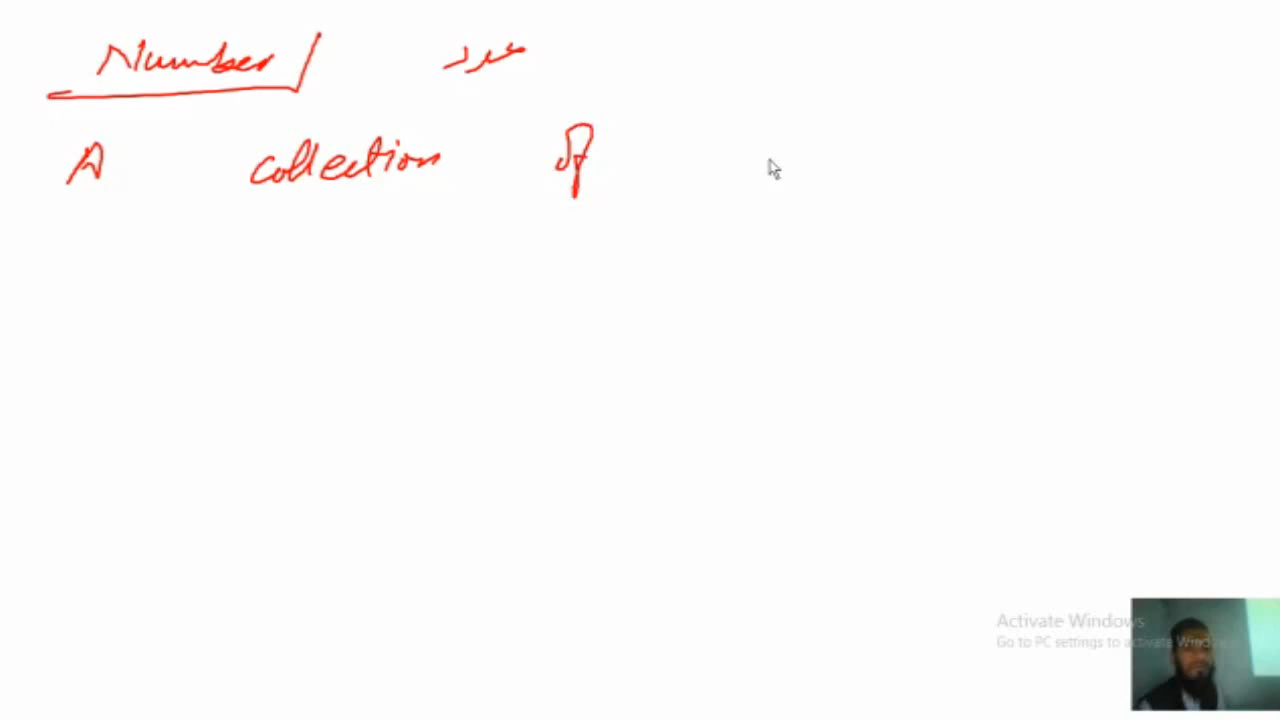 Number عدد
A collection of
Activate Windows
Go to PC settings to activate Windows